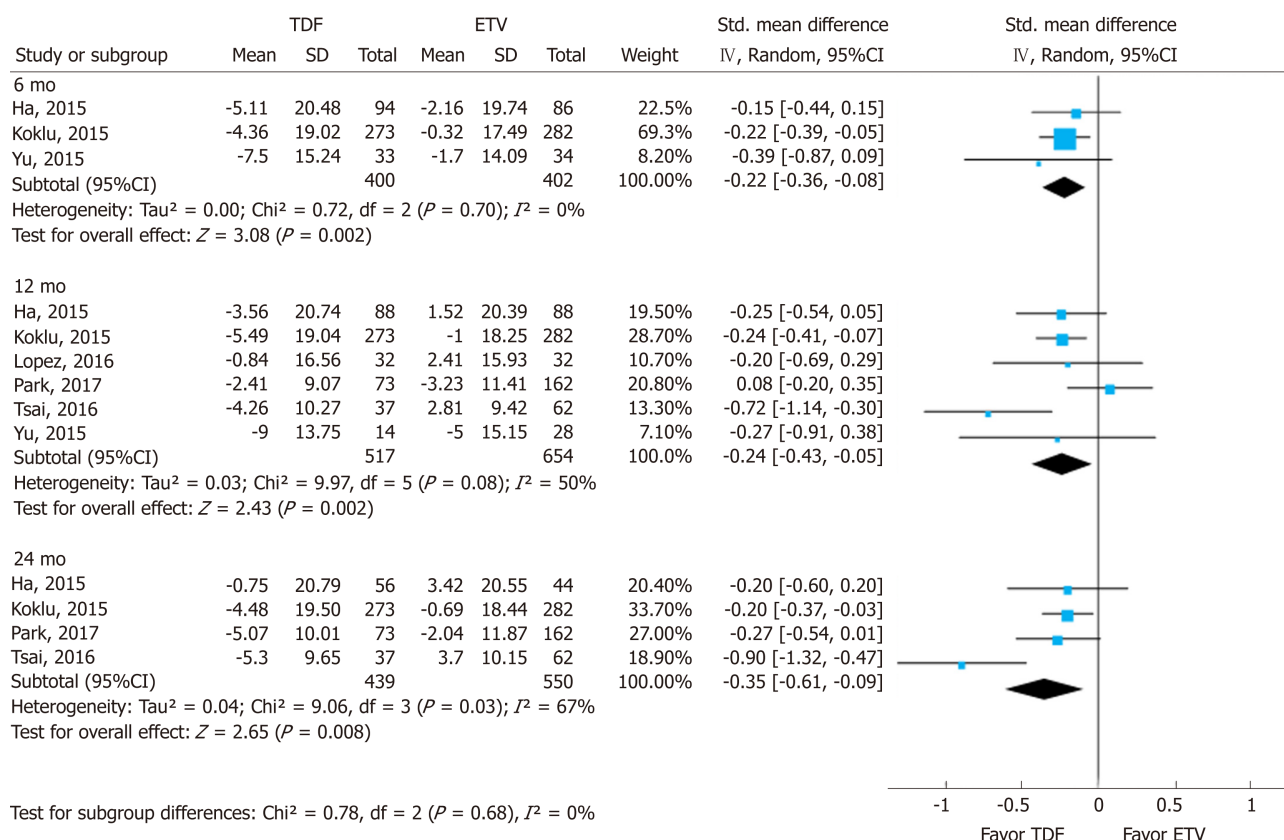 TDF ETV Std. mean difference Std. mean difference
Study or subgroup Mean SD Total Mean SD Total Weight Ⅳ, Random, 95%CI Ⅳ, Random, 95%CI
6 mo
Ha, 2015 -5.11 20.48 94 -2.16 19.74 86 22.5% -0.15 [-0.44, 0.15]
Koklu, 2015 -4.36 19.02 273 -0.32 17.49 282 69.3% -0.22 [-0.39, -0.05]
Yu, 2015 -7.5 15.24 33 -1.7 14.09 34 8.20% -0.39 [-0.87, 0.09]
Subtotal (95%CI) 400 402 100.00% -0.22 [-0.36, -0.08]
Heterogeneity: Tau² = 0.00; Chi² = 0.72, df = 2 (P = 0.70); I² = 0%
Test for overall effect: Z = 3.08 (P = 0.002)
12 mo
Ha, 2015 -3.56 20.74 88 1.52 20.39 88 19.50% -0.25 [-0.54, 0.05]
Koklu, 2015 -5.49 19.04 273 -1 18.25 282 28.70% -0.24 [-0.41, -0.07]
Lopez, 2016 -0.84 16.56 32 2.41 15.93 32 10.70% -0.20 [-0.69, 0.29]
Park, 2017 -2.41 9.07 73 -3.23 11.41 162 20.80% 0.08 [-0.20, 0.35]
Tsai, 2016 -4.26 10.27 37 2.81 9.42 62 13.30% -0.72 [-1.14, -0.30]
Yu, 2015 -9 13.75 14 -5 15.15 28 7.10% -0.27 [-0.91, 0.38]
Subtotal (95%CI) 517 654 100.0% -0.24 [-0.43, -0.05]
Heterogeneity: Tau² = 0.03; Chi² = 9.97, df = 5 (P = 0.08); I² = 50%
Test for overall effect: Z = 2.43 (P = 0.002)
24 mo
Ha, 2015 -0.75 20.79 56 3.42 20.55 44 20.40% -0.20 [-0.60, 0.20]
Koklu, 2015 -4.48 19.50 273 -0.69 18.44 282 33.70% -0.20 [-0.37, -0.03]
Park, 2017 -5.07 10.01 73 -2.04 11.87 162 27.00% -0.27 [-0.54, 0.01]
Tsai, 2016 -5.3 9.65 37 3.7 10.15 62 18.90% -0.90 [-1.32, -0.47]
Subtotal (95%CI) 439 550 100.00% -0.35 [-0.61, -0.09]
Heterogeneity: Tau² = 0.04; Chi² = 9.06, df = 3 (P = 0.03); I² = 67%
Test for overall effect: Z = 2.65 (P = 0.008)
Test for subgroup differences: Chi² = 0.78, df = 2 (P = 0.68), I² = 0%
-1 -0.5 0 0.5 1
Favor TDF Favor ETV